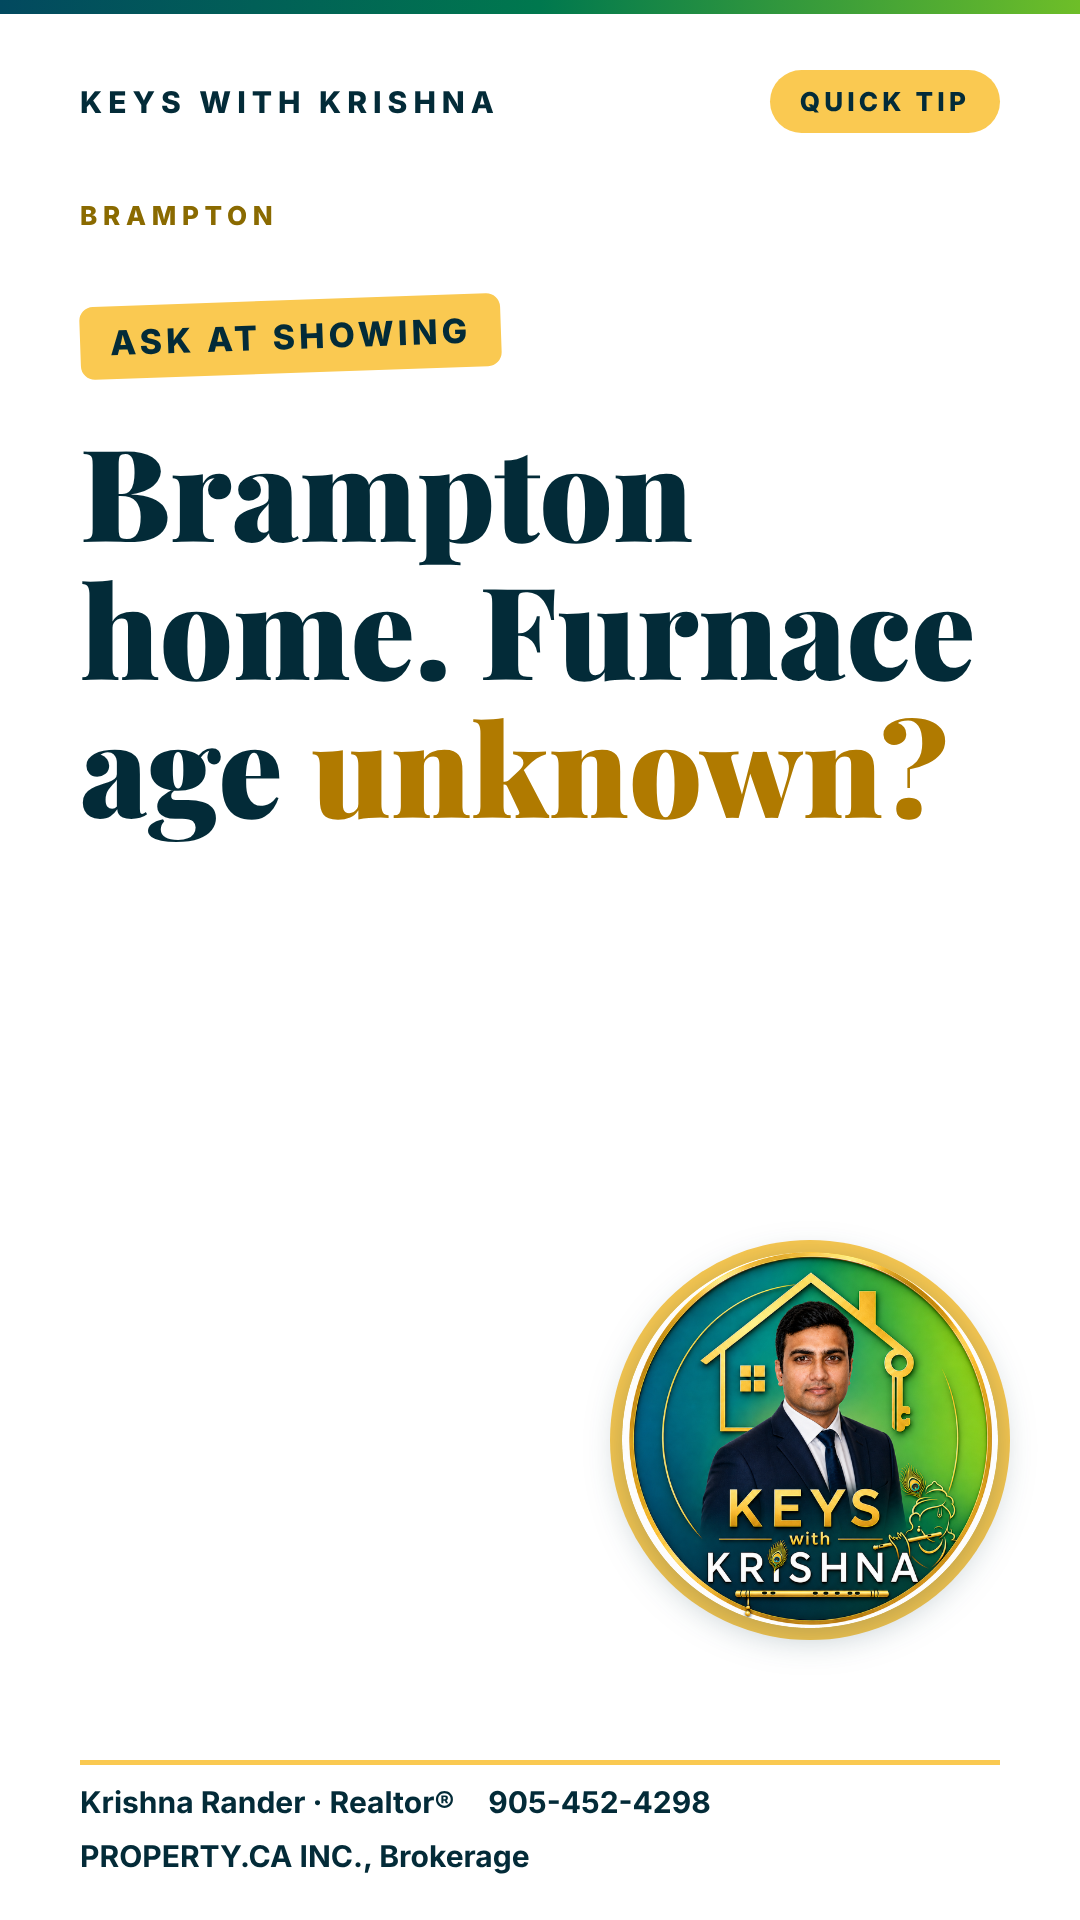 KEYS WITH KRISHNA
QUICK TIP
BRAMPTON
ASK AT SHOWING
Brampton
home. Furnace
age unknown?
KEYS
with
KRISHNA
Krishna Rander · Realtor® 905-452-4298
PROPERTY.CA INC., Brokerage